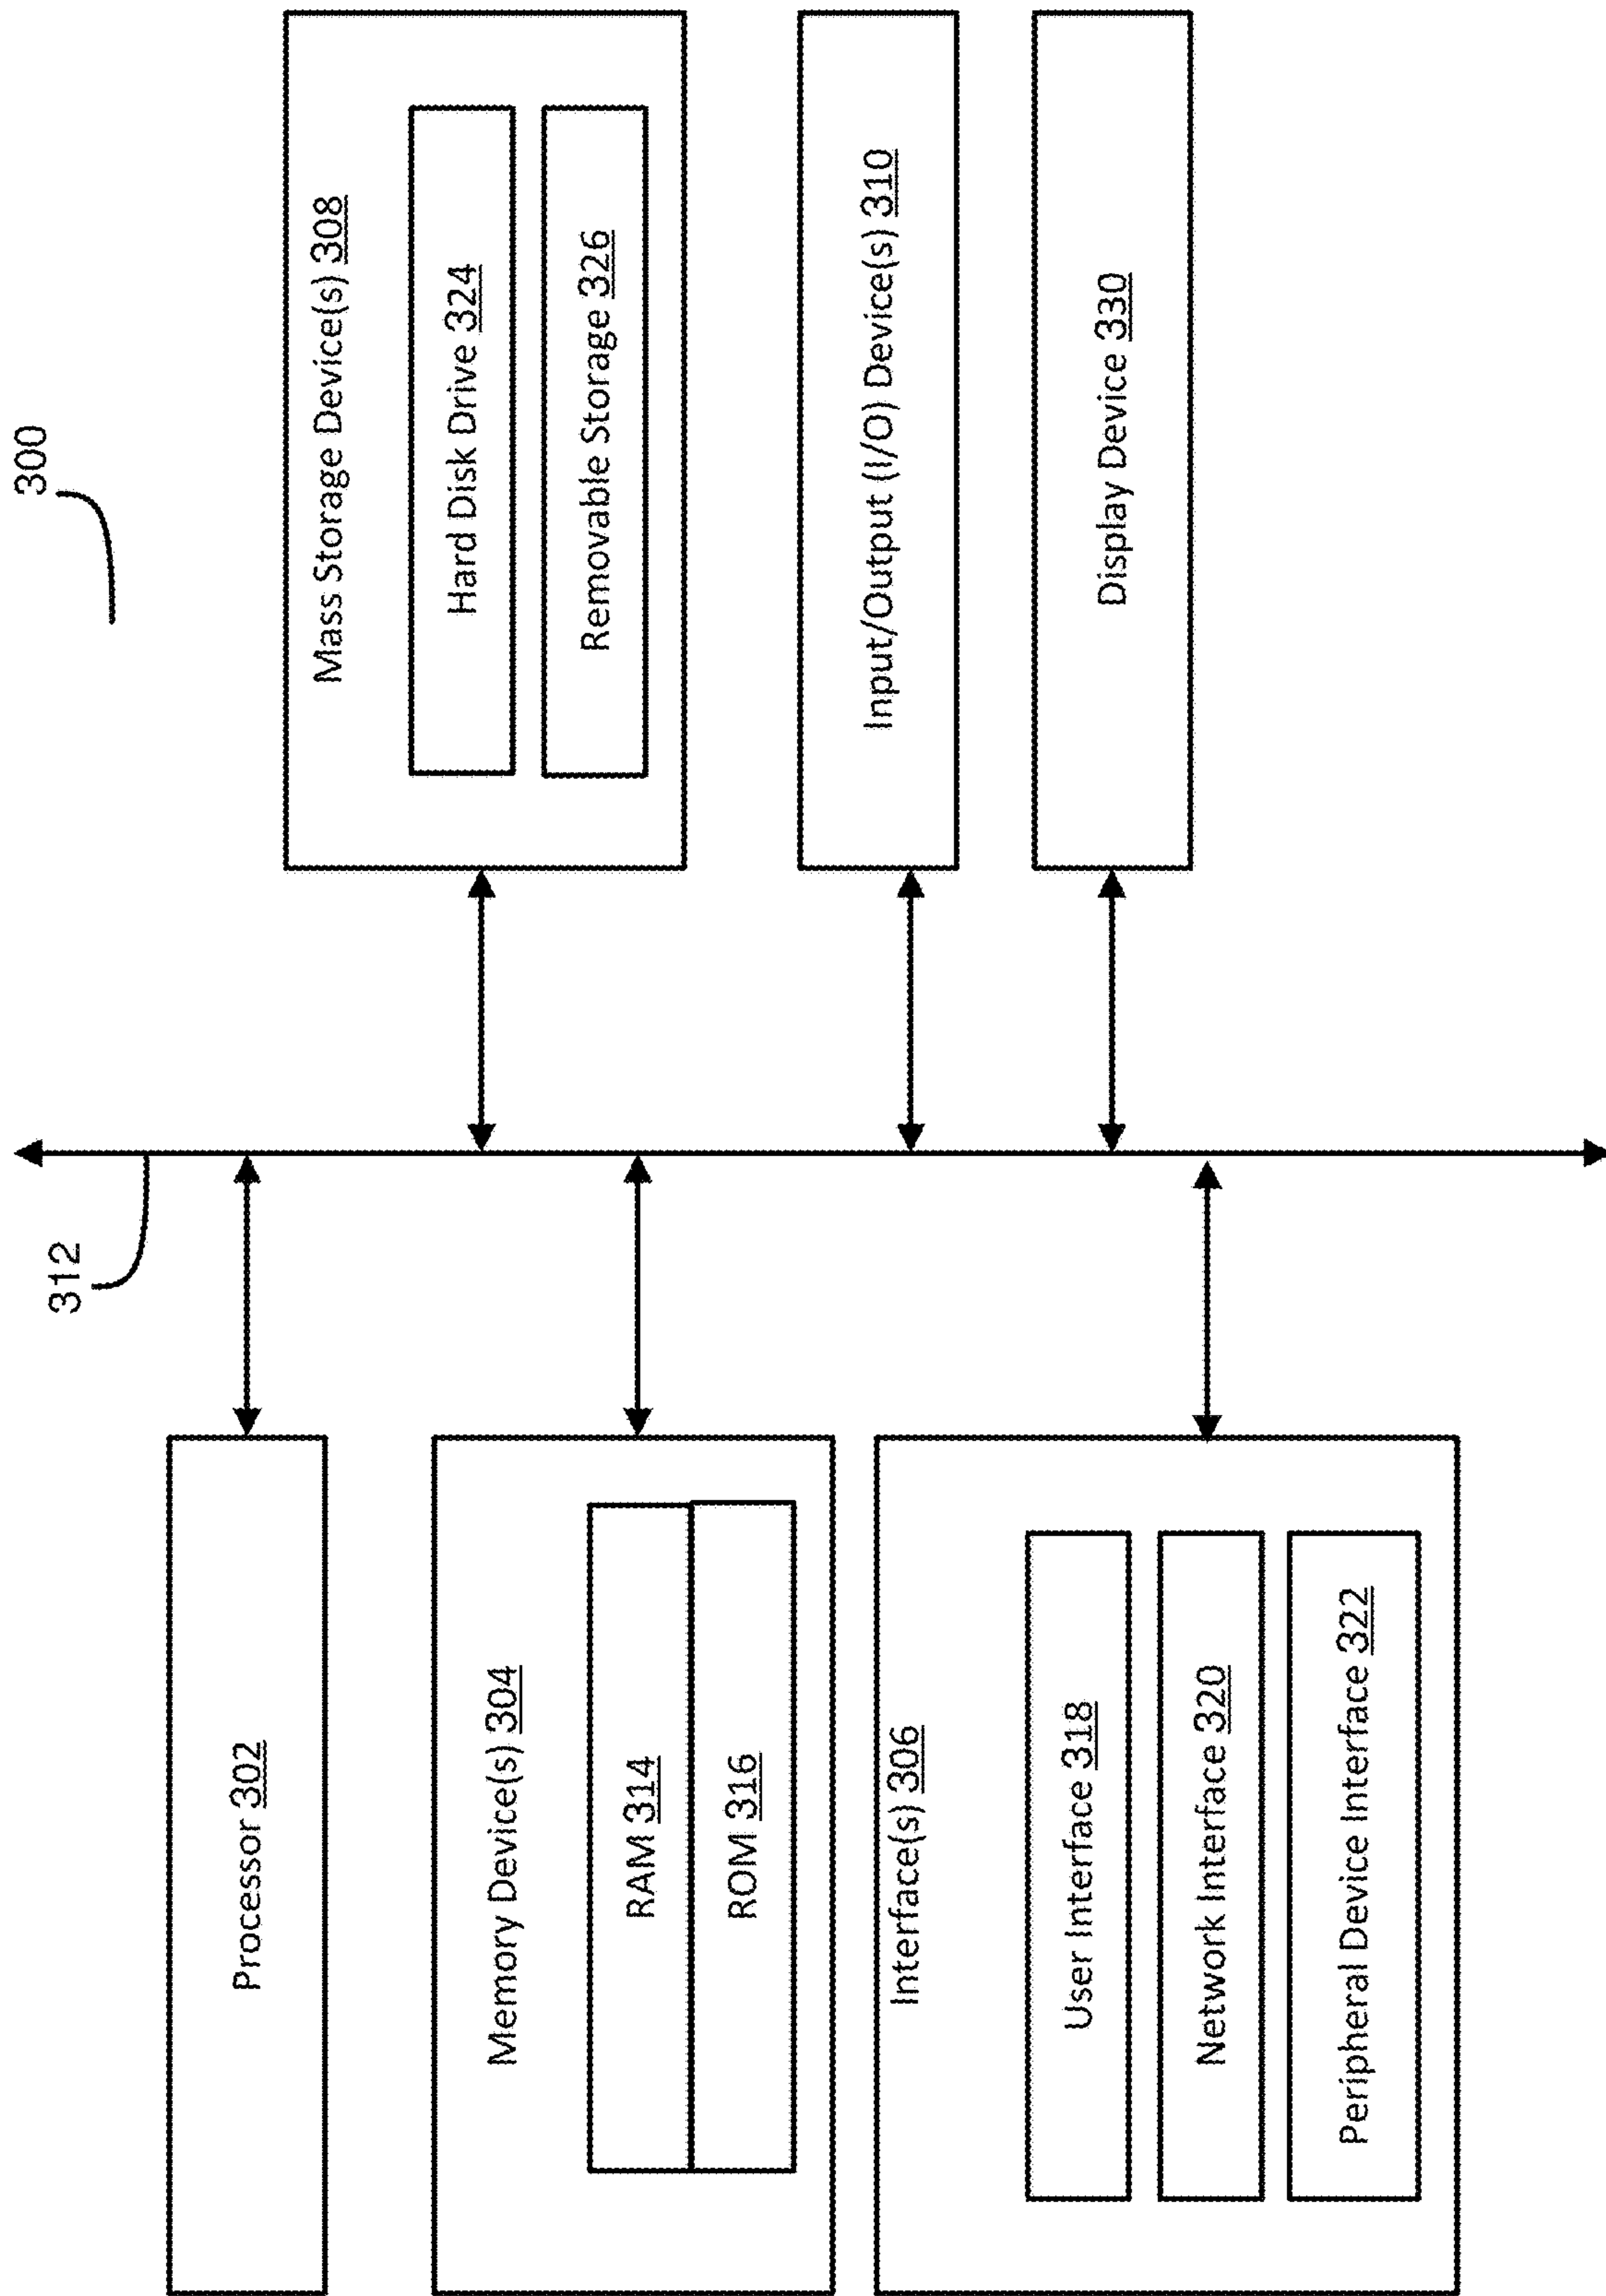 300
312
Processor 302
Memory Device(s) 304
RAM 314
ROM 316
Interface(s) 306
User Interface 318
Network Interface 320
Peripheral Device Interface 322
Mass Storage Device(s) 308
Hard Disk Drive 324
Removable Storage 326
Input/Output (I/O) Device(s) 310
Display Device 330